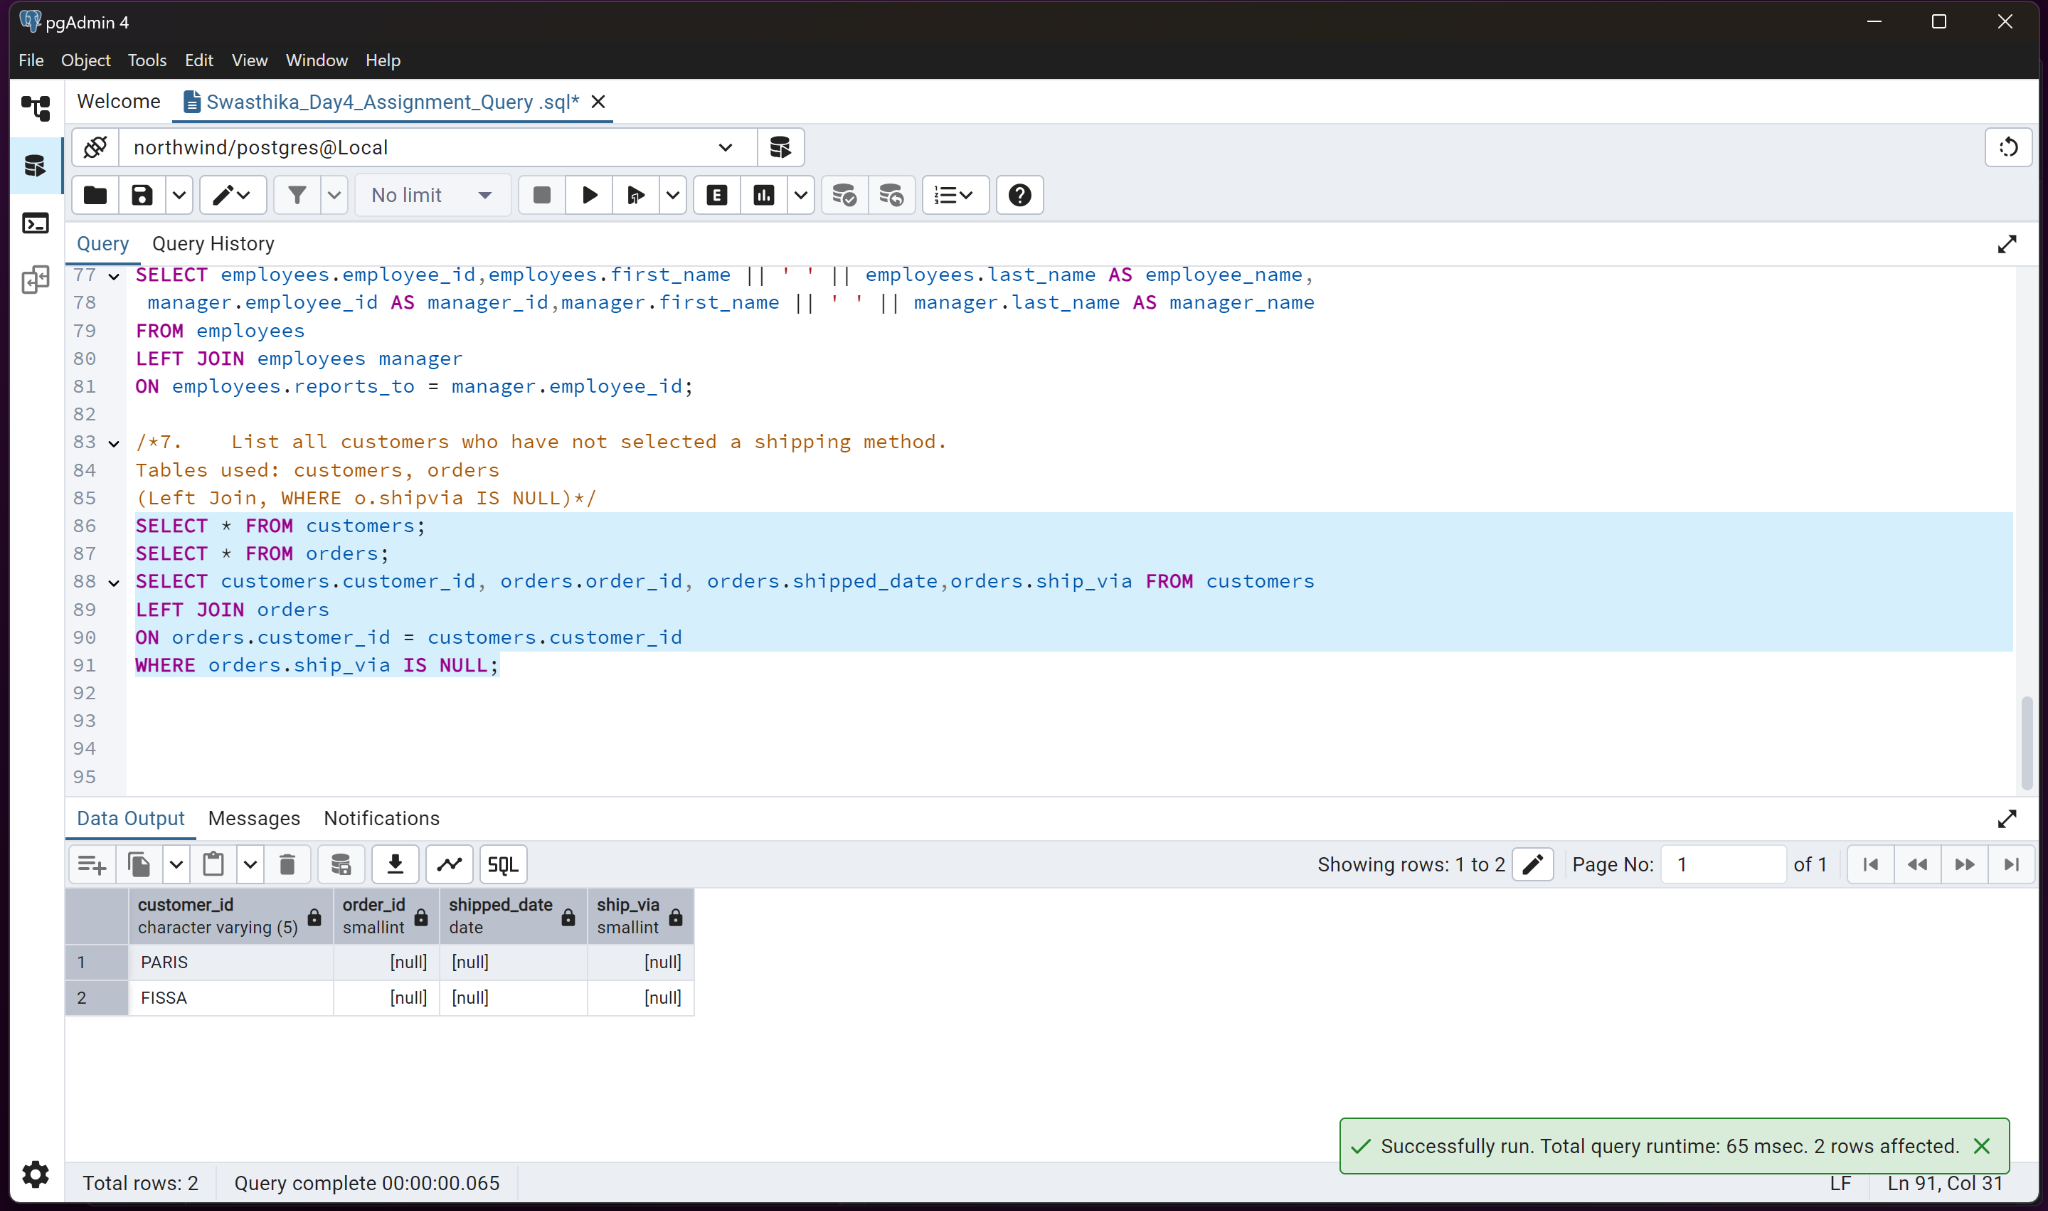 pgAdmin 4
File Object Tools Edit View Window Help
Welcome Swasthika_Day4_Assignment_Query .sql*
northwind/postgres@Local
No limit
Query Query History
77 SELECT employees.employee_id,employees.first_name || ' ' || employees.last_name AS employee_name,
78 manager.employee_id AS manager_id,manager.first_name || ' ' || manager.last_name AS manager_name
79 FROM employees
80 LEFT JOIN employees manager
81 ON employees.reports_to = manager.employee_id;
82
83 /*7. List all customers who have not selected a shipping method.
84 Tables used: customers, orders
85 (Left Join, WHERE o.shipvia IS NULL)*/
86 SELECT * FROM customers;
87 SELECT * FROM orders;
88 SELECT customers.customer_id, orders.order_id, orders.shipped_date,orders.ship_via FROM customers
89 LEFT JOIN orders
90 ON orders.customer_id = customers.customer_id
91 WHERE orders.ship_via IS NULL;
92
93
94
95
Data Output Messages Notifications
SQL Showing rows: 1 to 2 Page No: 1 of 1
customer_id order_id shipped_date ship_via
character varying (5) smallint date smallint
1 PARIS [null] [null] [null]
2 FISSA [null] [null] [null]
Successfully run. Total query runtime: 65 msec. 2 rows affected.
Total rows: 2 Query complete 00:00:00.065 LF Ln 91, Col 31